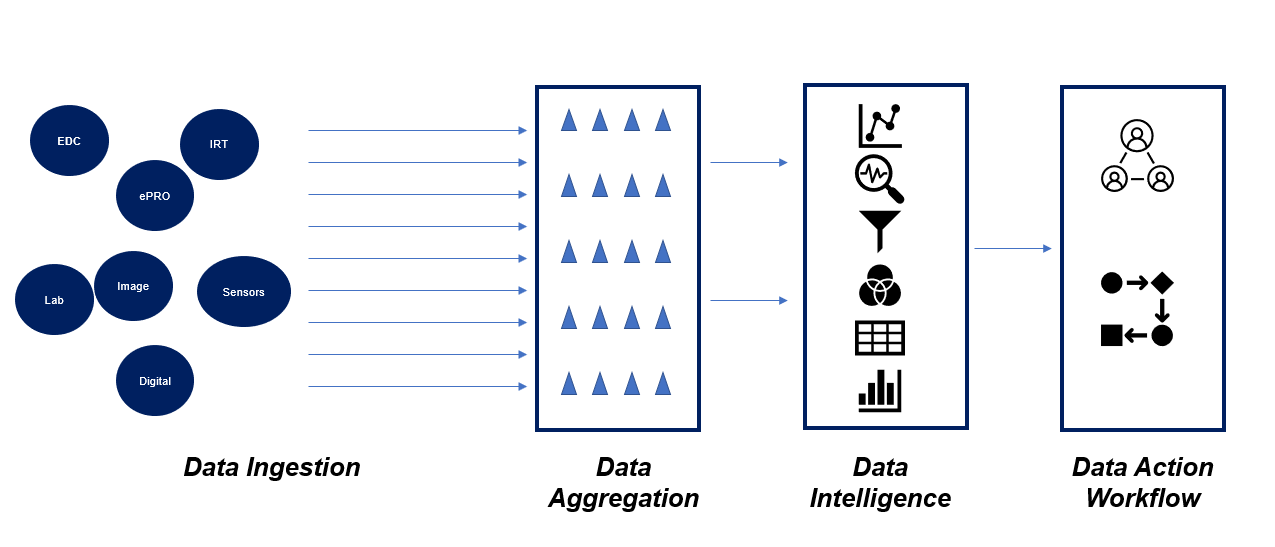 EDC
IRT
ePRO
Lab
Image
Sensors
Digital
Data Ingestion
Data
Aggregation
Data
Intelligence
Data Action
Workflow